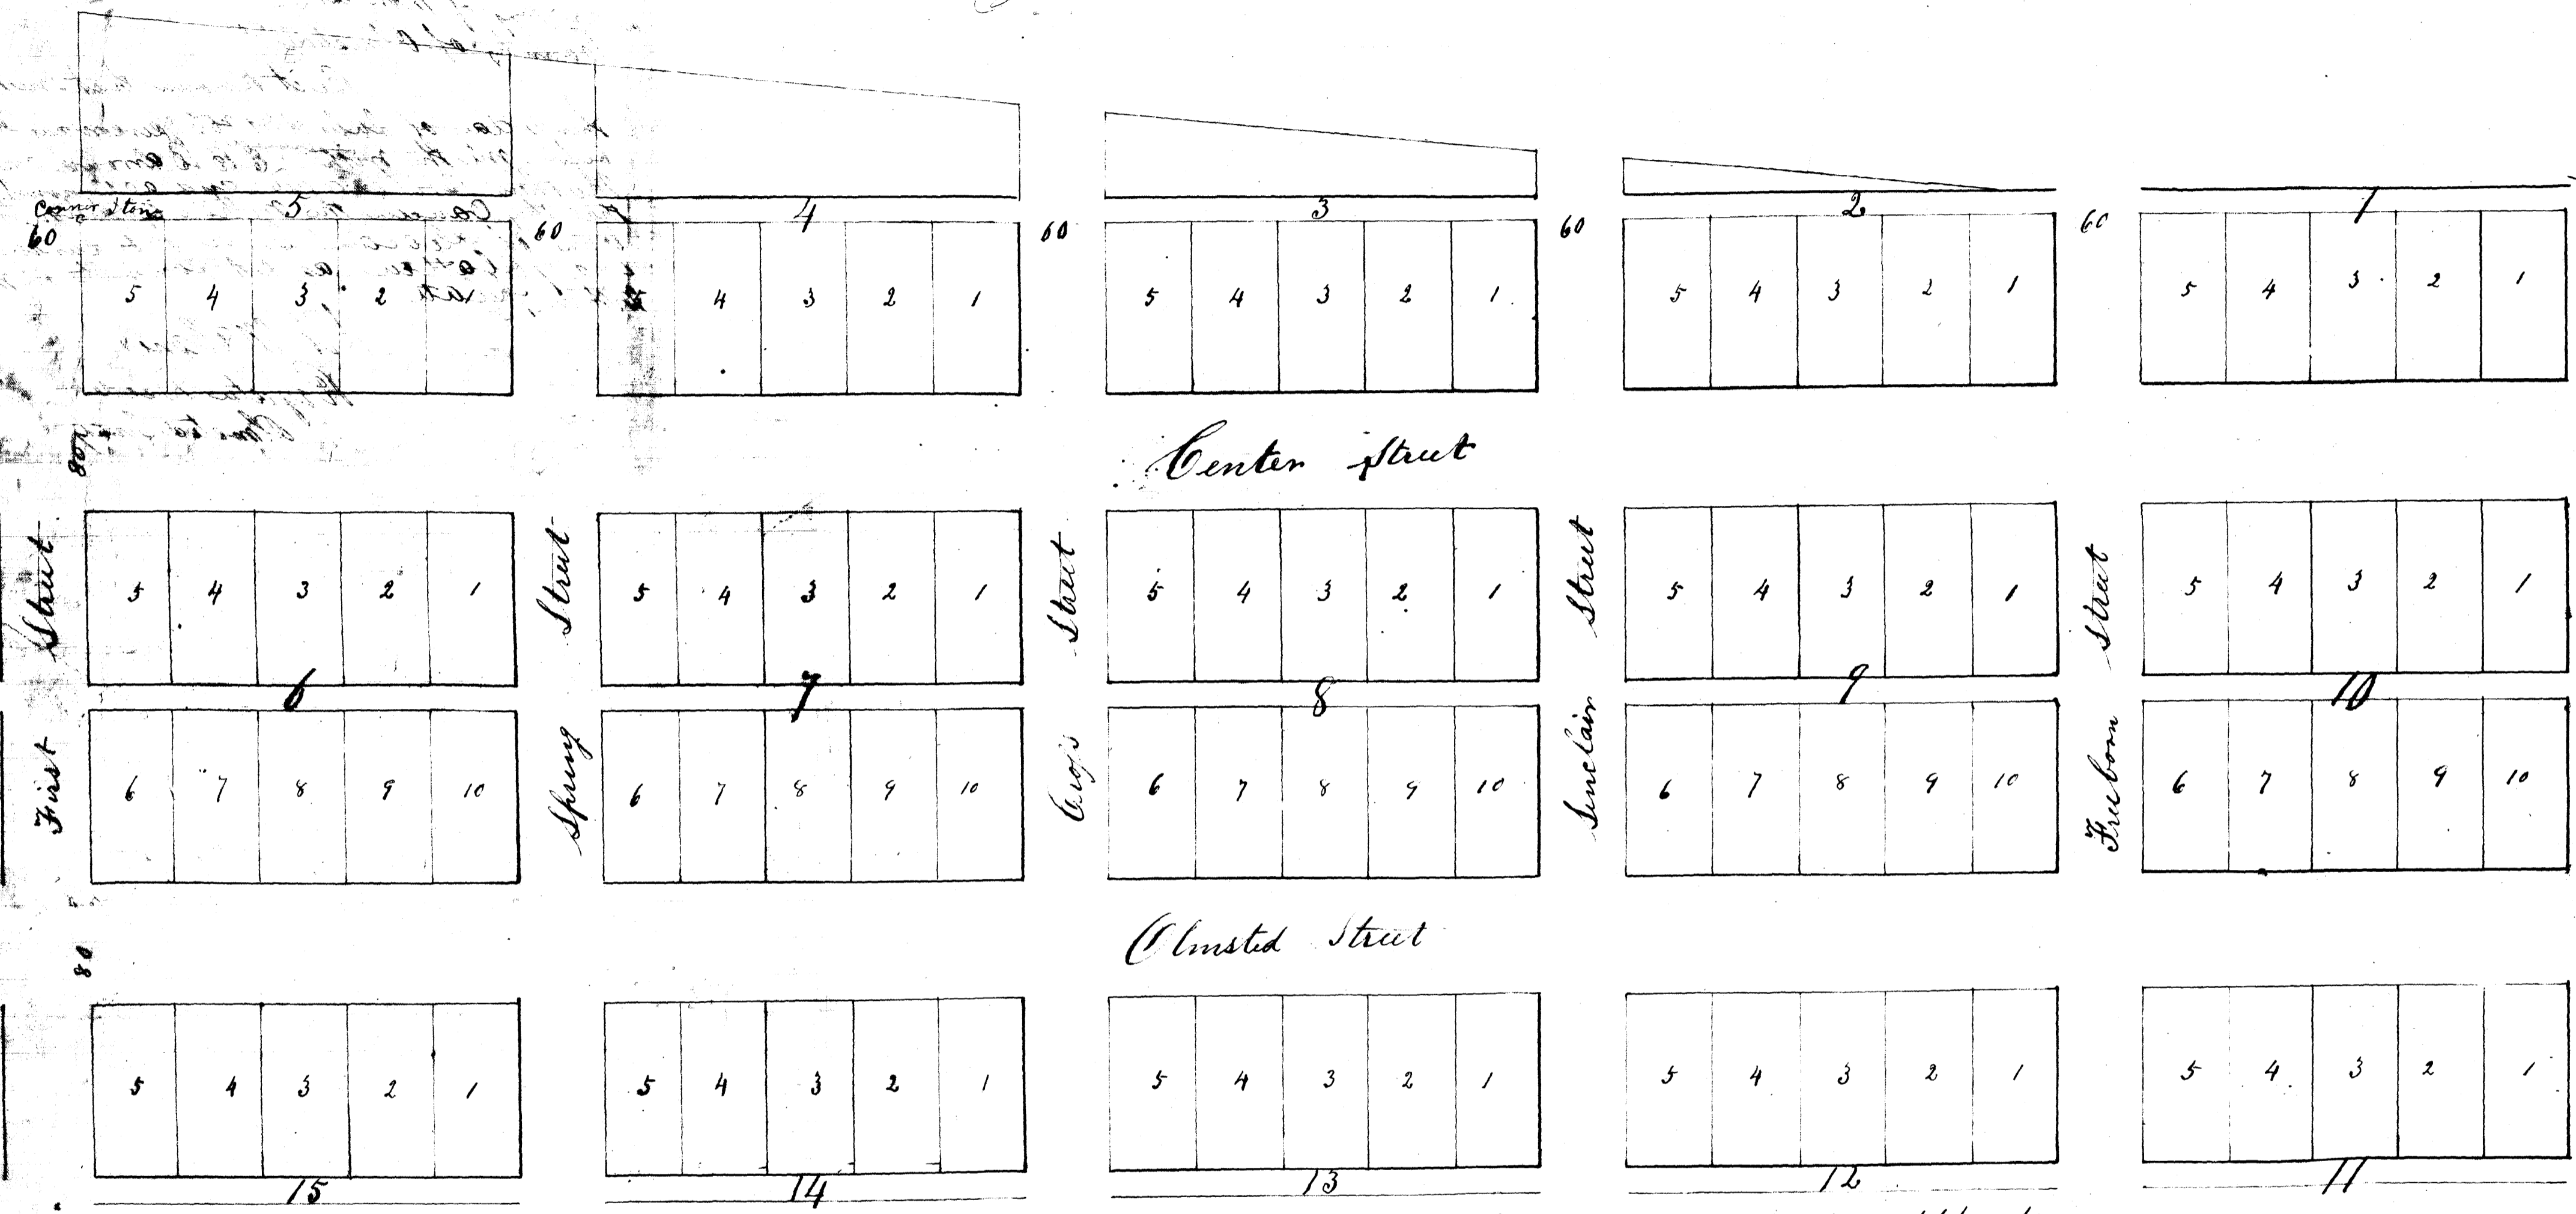 Corner Stone
5 4 3 2 1
60 60 60 60 60
5 4 3 2
4 3 2 1
5 4 3 2 1
5 4 3 2 1
5 4 3 2 1
80
Center Street
5 4 3 2 1
5 4 3 2 1
5 4 3 2 1
5 4 3 2 1
5 4 3 2 1
First Street
Spring Street
Street
Sinclair Street
Freeborn Street
6 7 8 9 10
6 7 8 9 10
6 7 8 9 10
6 7 8 9 10
6 7 8 9 10
6 7 8 9 10
80
Olmsted Street
5 4 3 2 1
5 4 3 2 1
5 4 3 2 1
5 4 3 2 1
5 4 3 2 1
15 14 13 12 11